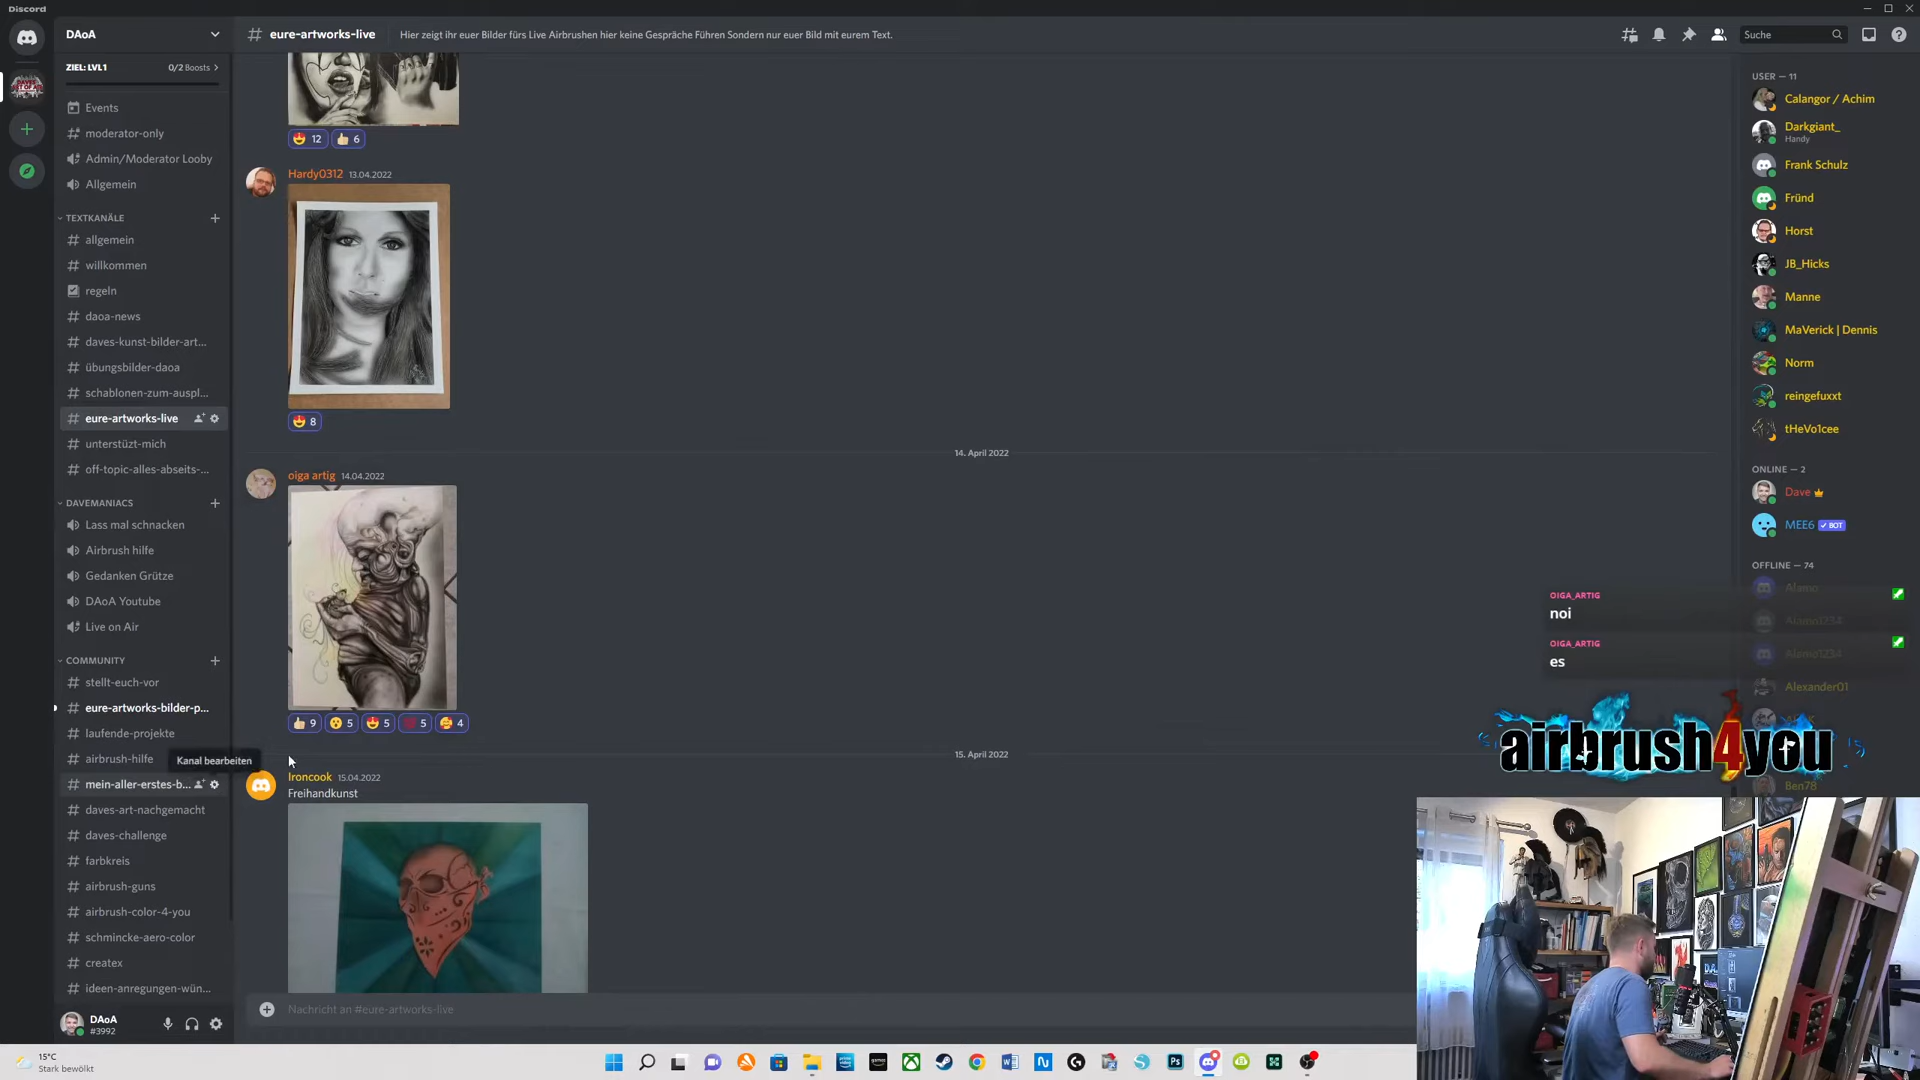 Discord
DAoA
eure-artworks-live
Hier zeigt ihr euer Bilder fürs Live Airbrushen hier keine Gespräche Führen Sondern nur euer Bild mit eurem Text.
Suche
ZIEL: LVL1
0/2 Boosts
Events
moderator-only
Admin/Moderator Looby
Allgemein
TEXTKANÄLE
allgemein
willkommen
regeln
daoa-news
daves-kunst-bilder-art...
übungsbilder-daoa
schablonen-zum-auspl...
eure-artworks-live
unterstüzt-mich
off-topic-alles-abseits-...
DAVEMANIACS
Lass mal schnacken
Airbrush hilfe
Gedanken Grütze
DAoA Youtube
Live on Air
COMMUNITY
stellt-euch-vor
eure-artworks-bilder-p...
laufende-projekte
airbrush-hilfe
Kanal bearbeiten
mein-aller-erstes-b...
daves-art-nachgemacht
daves-challenge
farbkreis
airbrush-guns
airbrush-color-4-you
schmincke-aero-color
createx
ideen-anregungen-wün...
DAoA
#3992
12
6
Hardy0312 13.04.2022
8
14. April 2022
oiga artig 14.04.2022
9
5
5
5
4
15. April 2022
Ironcook 15.04.2022
Freihandkunst
Nachricht an #eure-artworks-live
USER — 11
Calangor / Achim
Darkgiant_
Handy
Frank Schulz
Fründ
Horst
JB_Hicks
Manne
MaVerick | Dennis
Norm
reingefuxxt
tHeVo1cee
ONLINE — 2
Dave
MEE6 BOT
OFFLINE — 74
Alamo
Alamo1234
Alexander01
Ben78
OIGA_ARTIG
noi
OIGA_ARTIG
es
airbrush4you
15°C
Stark bewölkt